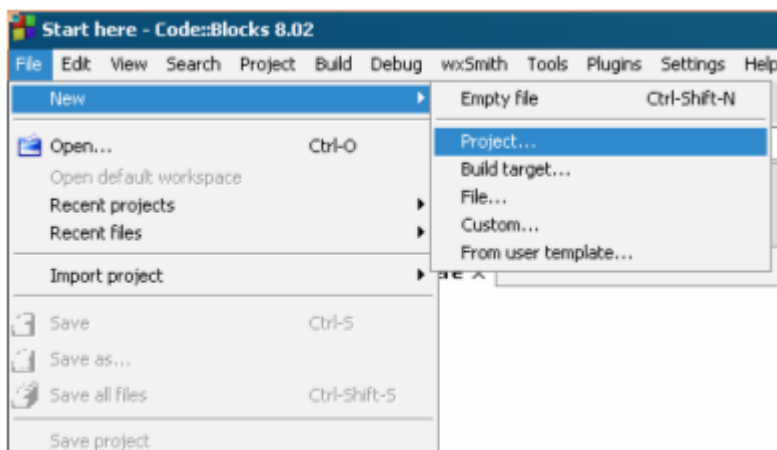 Start here - Code::Blocks 8.02
File Edit View Search Project Build Debug wxSmith Tools Plugins Settings Help
New
Empty file Ctrl-Shift-N
Project...
Build target...
File...
Custom...
From user template...
Open... Ctrl-O
Open default workspace
Recent projects
Recent files
Import project
Save Ctrl-S
Save as...
Save all files Ctrl-Shift-S
Save project